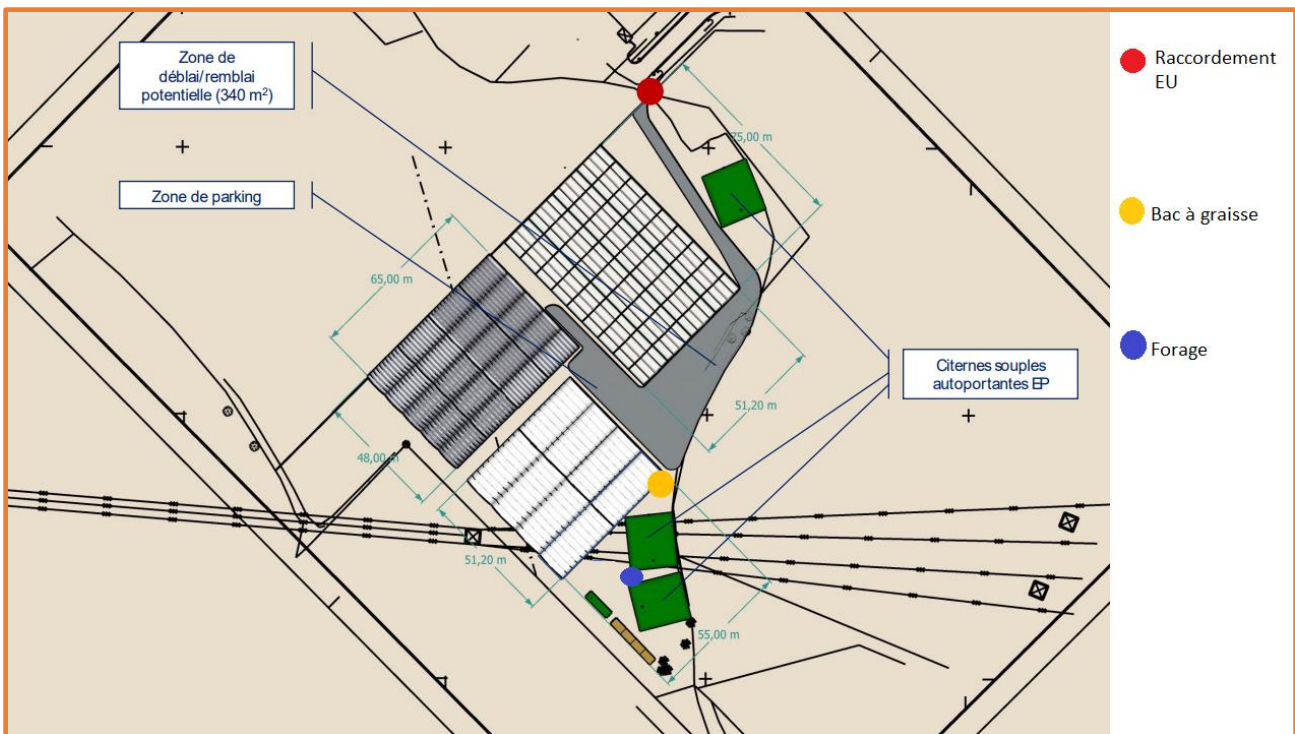 Zone de
déblai/remblai
potentielle (340 m²)
Zone de parking
75,00 m
65,00 m
48,00 m
51,20 m
51,20 m
55,00 m
Citernes souples
autoportantes EP
Raccordement
EU
Bac à graisse
Forage